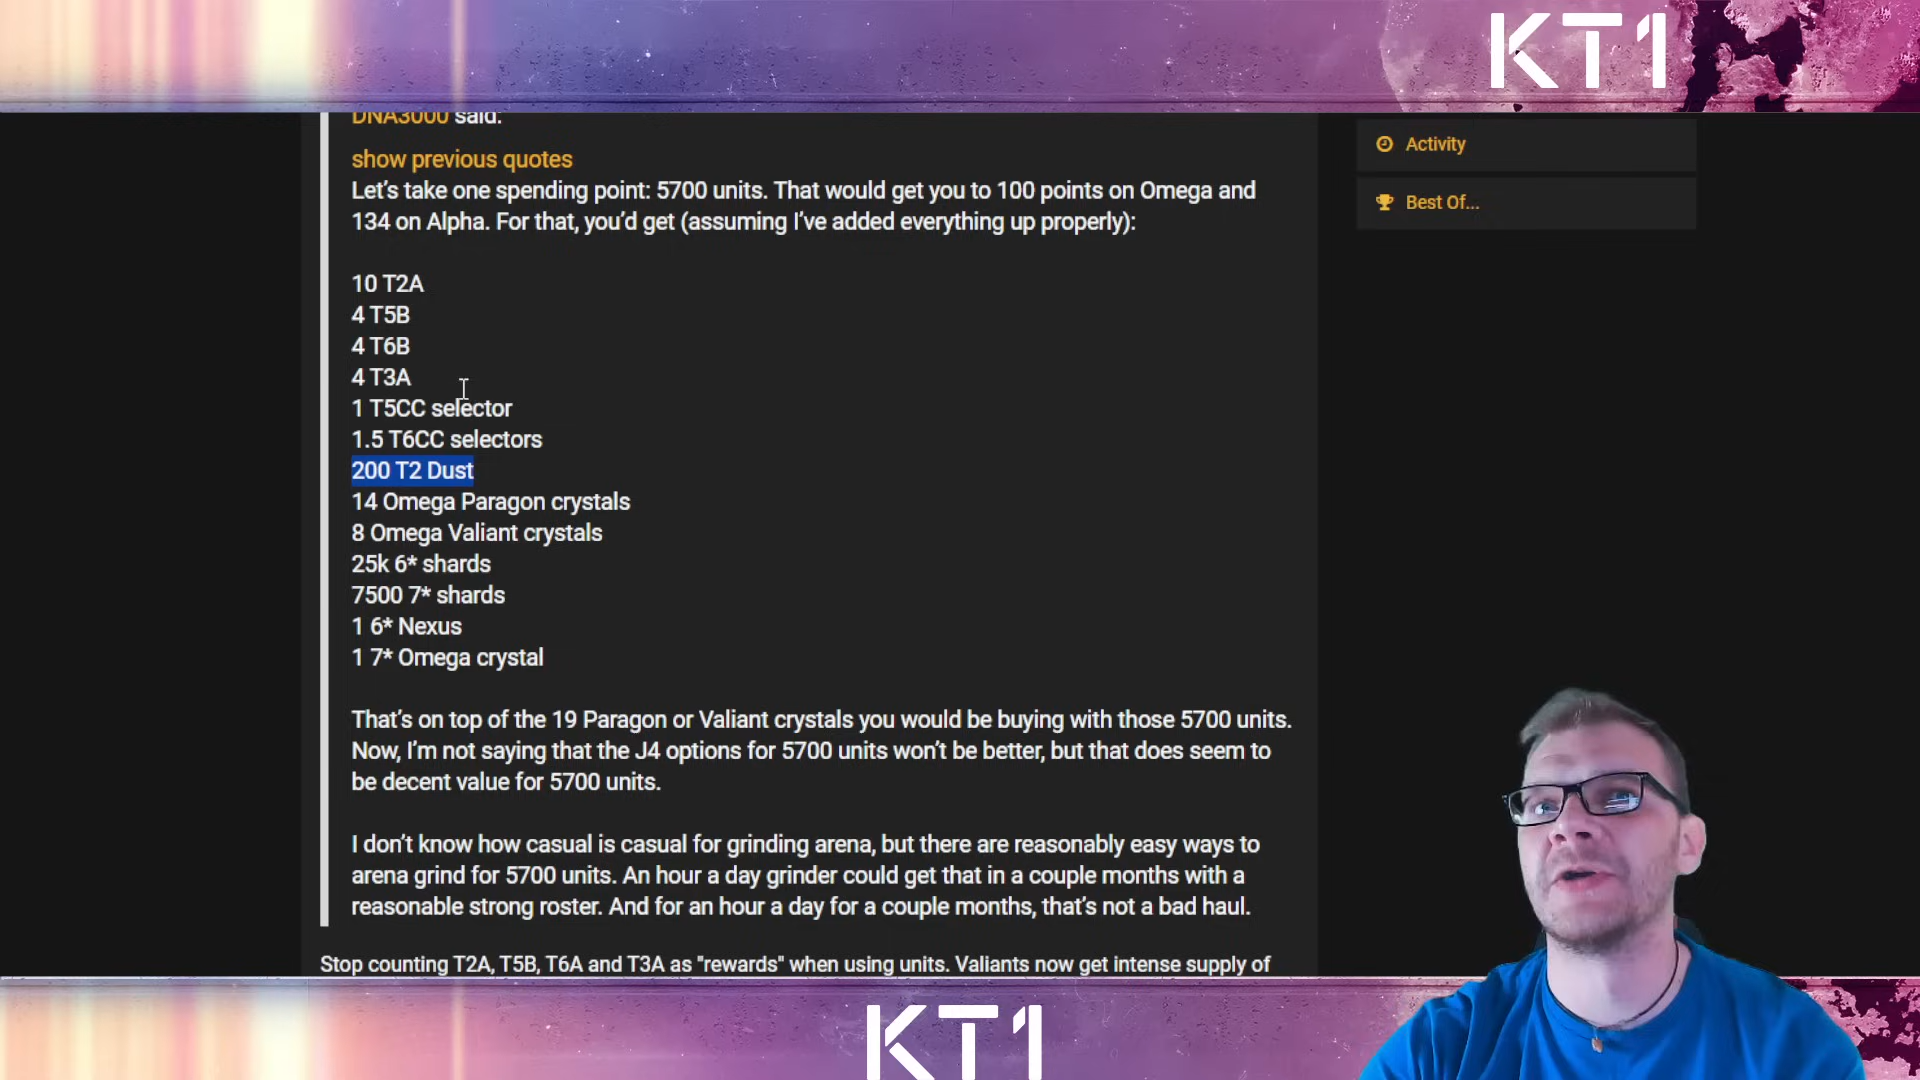 KT1
DNA3000 said:
show previous quotes
Let's take one spending point: 5700 units. That would get you to 100 points on Omega and
134 on Alpha. For that, you'd get (assuming I've added everything up properly):
10 T2A
4 T5B
4 T6B
4 T3A
1 T5CC selector
1.5 T6CC selectors
200 T2 Dust
14 Omega Paragon crystals
8 Omega Valiant crystals
25k 6* shards
7500 7* shards
1 6* Nexus
1 7* Omega crystal
That's on top of the 19 Paragon or Valiant crystals you would be buying with those 5700 units.
Now, I'm not saying that the J4 options for 5700 units won't be better, but that does seem to
be decent value for 5700 units.
I don't know how casual is casual for grinding arena, but there are reasonably easy ways to
arena grind for 5700 units. An hour a day grinder could get that in a couple months with a
reasonable strong roster. And for an hour a day for a couple months, that's not a bad haul.
Stop counting T2A, T5B, T6A and T3A as "rewards" when using units. Valiants now get intense supply of
Activity
Best Of...
KT1